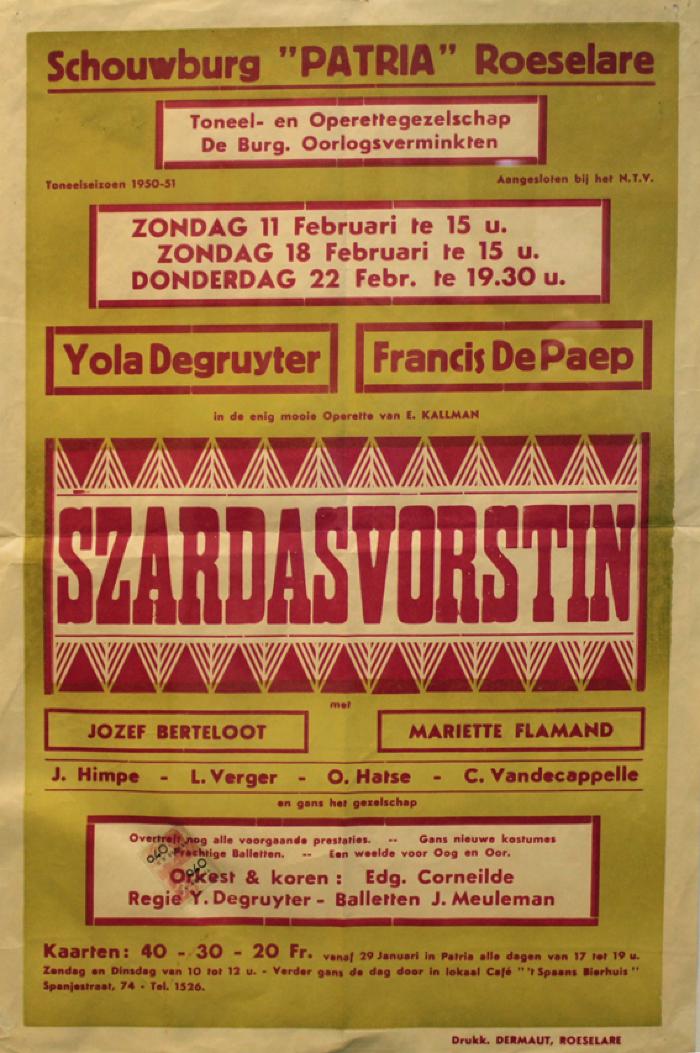 Schouwburg "PATRIA" Roeselare
Toneel- en Operettegezelschap
De Burg. Oorlogsverminkten
Toneelseizoen 1950-51
Aangesloten bij het N.T.V.
ZONDAG 11 Februari te 15 u.
ZONDAG 18 Februari te 15 u.
DONDERDAG 22 Febr. te 19.30 u.
Yola Degruyter
Francis De Paep
in de enig mooie Operette van E. KALLMAN
SZARDASVORSTIN
met
JOZEF BERTELOOT
MARIETTE FLAMAND
J. Himpe - L. Verger - O. Hatse - C. Vandecappelle
en gans het gezelschap
Overtreft nog alle voorgaande prestaties. -- Gans nieuwe kostumes
Prachtige Balletten. -- Een weelde voor Oog en Oor.
Orkest & koren : Edg. Corneilde
Regie Y. Degruyter - Balletten J. Meuleman
Kaarten: 40 - 30 - 20 Fr. vanaf 29 Januari in Patria alle dagen van 17 tot 19 u.
Zondag en Dinsdag van 10 tot 12 u. - Verder gans de dag door in lokaal Café "'t Spaans Bierhuis"
Spanjestraat, 74 - Tel. 1526.
Drukk. DERMAUT, ROESELARE